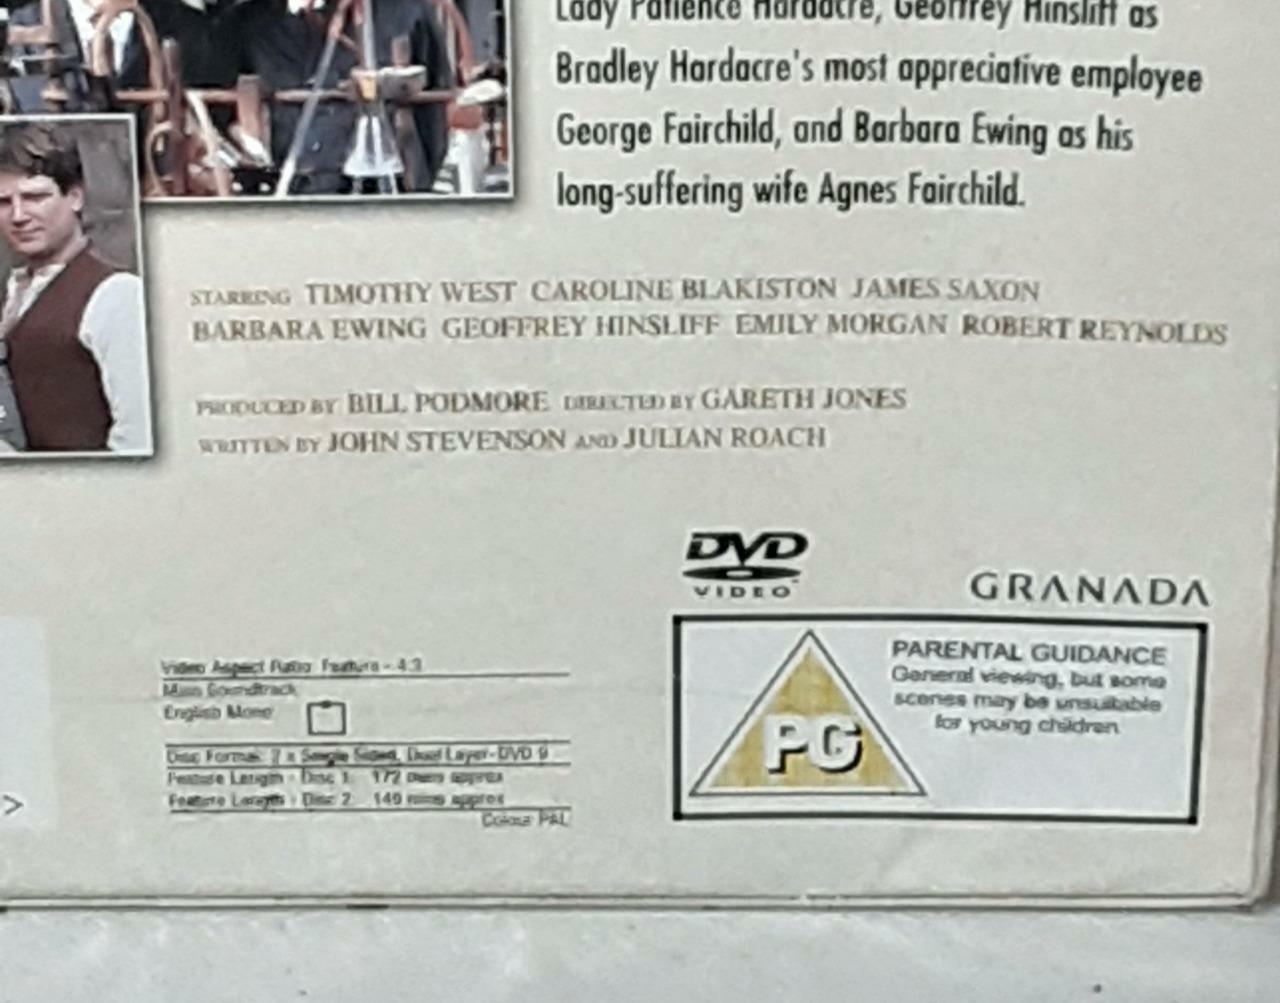 Lady Patience Hardacre, Geoffrey Hinsliff as
Bradley Hardacre's most appreciative employee
George Fairchild, and Barbara Ewing as his
long-suffering wife Agnes Fairchild.
STARRING TIMOTHY WEST CAROLINE BLAKISTON JAMES SAXON
BARBARA EWING GEOFFREY HINSLIFF EMILY MORGAN ROBERT REYNOLDS
PRODUCED BY BILL PODMORE DIRECTED BY GARETH JONES
WRITTEN BY JOHN STEVENSON AND JULIAN ROACH
DVD
VIDEO
GRANADA
Video Aspect Ratio Feature - 4:3
Main Soundtrack
English Mono
Disc Format 2 x Single Sided, Dual Layer-DVD 9
Feature Length - Disc 1 172 mins approx
Feature Length - Disc 2 149 mins approx
Colour PAL
PG
PARENTAL GUIDANCE
General viewing, but some
scenes may be unsuitable
for young children
>